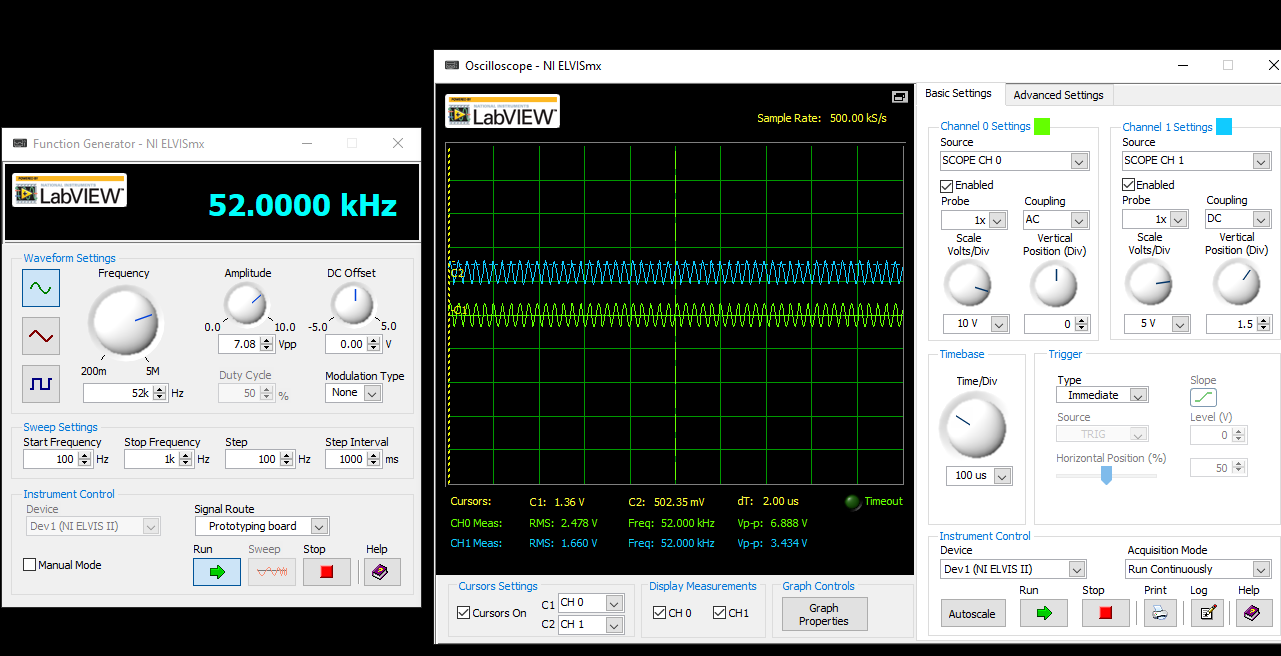 Function Generator - NI ELVISmx
POWERED BY
NATIONAL INSTRUMENTS
LabVIEW™
52.0000 kHz
Waveform Settings
Frequency
Amplitude
DC Offset
0.0
10.0
-5.0
5.0
7.08
Vpp
0.00
V
200m
5M
52k
Hz
Duty Cycle
50
%
Modulation Type
None
Sweep Settings
Start Frequency
Stop Frequency
Step
Step Interval
100 Hz
1k Hz
100 Hz
1000 ms
Instrument Control
Device
Signal Route
Dev1 (NI ELVIS II)
Prototyping board
Run
Sweep
Stop
Help
Manual Mode
Oscilloscope - NI ELVISmx
POWERED BY
NATIONAL INSTRUMENTS
LabVIEW™
Sample Rate: 500.00 kS/s
C2
C1
Cursors: C1: 1.36 V C2: 502.35 mV dT: 2.00 us
Timeout
CH0 Meas: RMS: 2.478 V Freq: 52.000 kHz Vp-p: 6.888 V
CH1 Meas: RMS: 1.660 V Freq: 52.000 kHz Vp-p: 3.434 V
Cursors Settings
Cursors On
C1 CH 0
C2 CH 1
Display Measurements
CH 0
CH1
Graph Controls
Graph
Properties
Basic Settings
Advanced Settings
Channel 0 Settings
Source
SCOPE CH 0
Enabled
Probe
Coupling
1x
AC
Scale
Volts/Div
Vertical
Position (Div)
10 V
0
Channel 1 Settings
Source
SCOPE CH 1
Enabled
Probe
Coupling
1x
DC
Scale
Volts/Div
Vertical
Position (Div)
5 V
1.5
Timebase
Time/Div
100 us
Trigger
Type
Immediate
Slope
Source
TRIG
Level (V)
0
Horizontal Position (%)
50
Instrument Control
Device
Dev1 (NI ELVIS II)
Acquisition Mode
Run Continuously
Run
Stop
Print
Log
Help
Autoscale